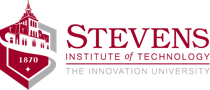 1870
STEVENS
INSTITUTE of TECHNOLOGY
THE INNOVATION UNIVERSITY